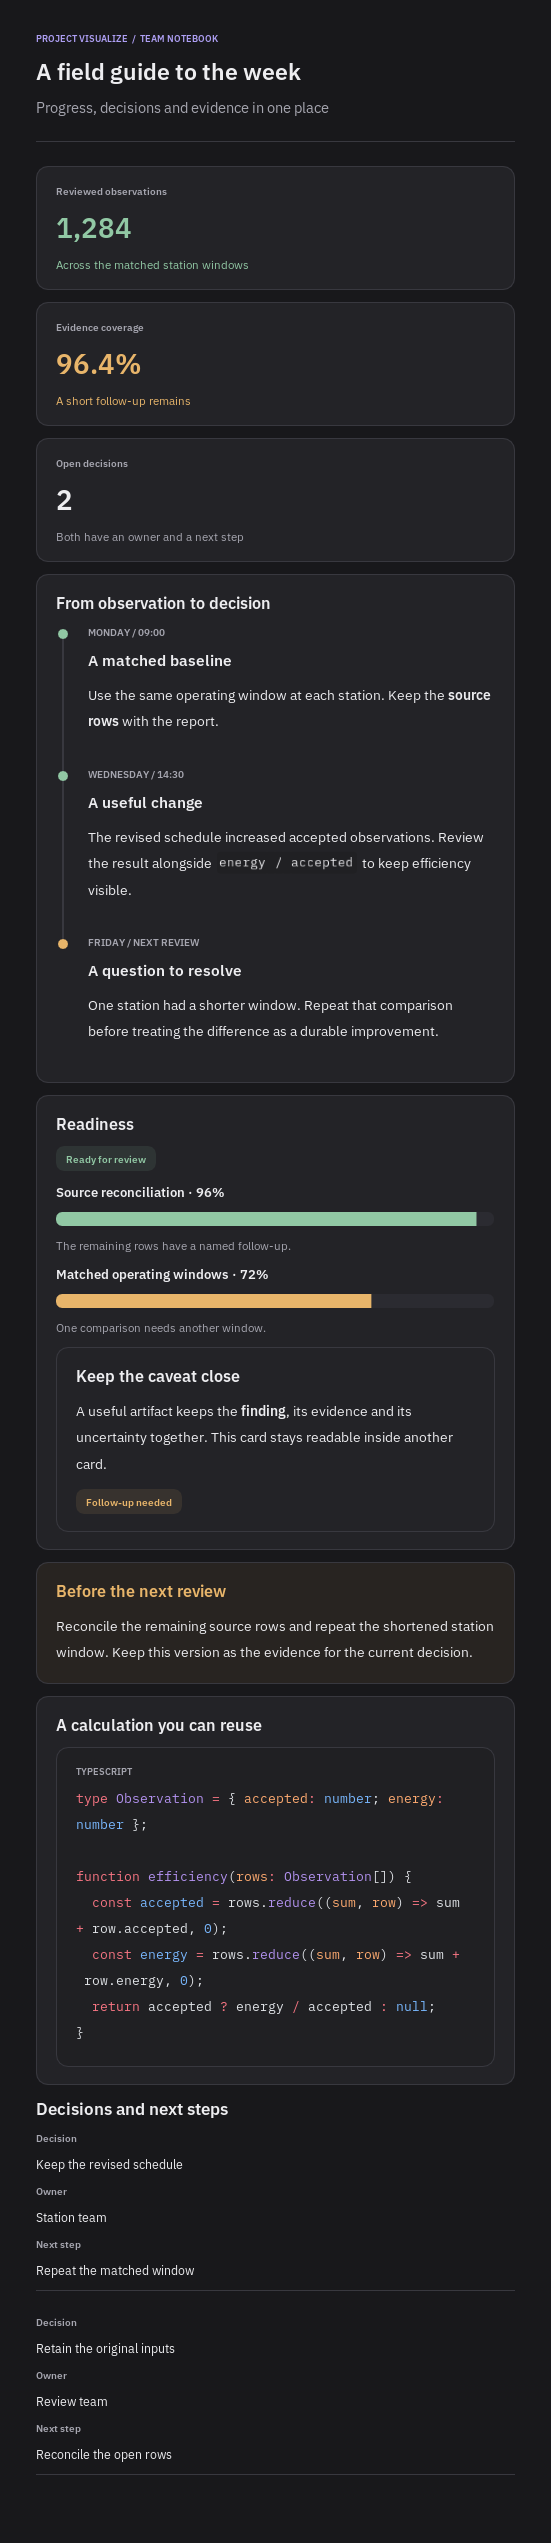 PROJECT VISUALIZE / TEAM NOTEBOOK
A field guide to the week
Progress, decisions and evidence in one place
Reviewed observations
1,284
Across the matched station windows
Evidence coverage
96.4%
A short follow-up remains
Open decisions
2
Both have an owner and a next step
From observation to decision
MONDAY / 09:00
A matched baseline
Use the same operating window at each station. Keep the source
rows with the report.
WEDNESDAY / 14:30
A useful change
The revised schedule increased accepted observations. Review
the result alongside energy / accepted to keep efficiency
visible.
FRIDAY / NEXT REVIEW
A question to resolve
One station had a shorter window. Repeat that comparison
before treating the difference as a durable improvement.
Readiness
Ready for review
Source reconciliation · 96%
The remaining rows have a named follow-up.
Matched operating windows · 72%
One comparison needs another window.
Keep the caveat close
A useful artifact keeps the finding, its evidence and its
uncertainty together. This card stays readable inside another
card.
Follow-up needed
Before the next review
Reconcile the remaining source rows and repeat the shortened station
window. Keep this version as the evidence for the current decision.
A calculation you can reuse
TYPESCRIPT
type Observation = { accepted: number; energy:
number };
function efficiency(rows: Observation[]) {
  const accepted = rows.reduce((sum, row) => sum
+ row.accepted, 0);
  const energy = rows.reduce((sum, row) => sum +
 row.energy, 0);
  return accepted ? energy / accepted : null;
}
Decisions and next steps
Decision
Keep the revised schedule
Owner
Station team
Next step
Repeat the matched window
Decision
Retain the original inputs
Owner
Review team
Next step
Reconcile the open rows